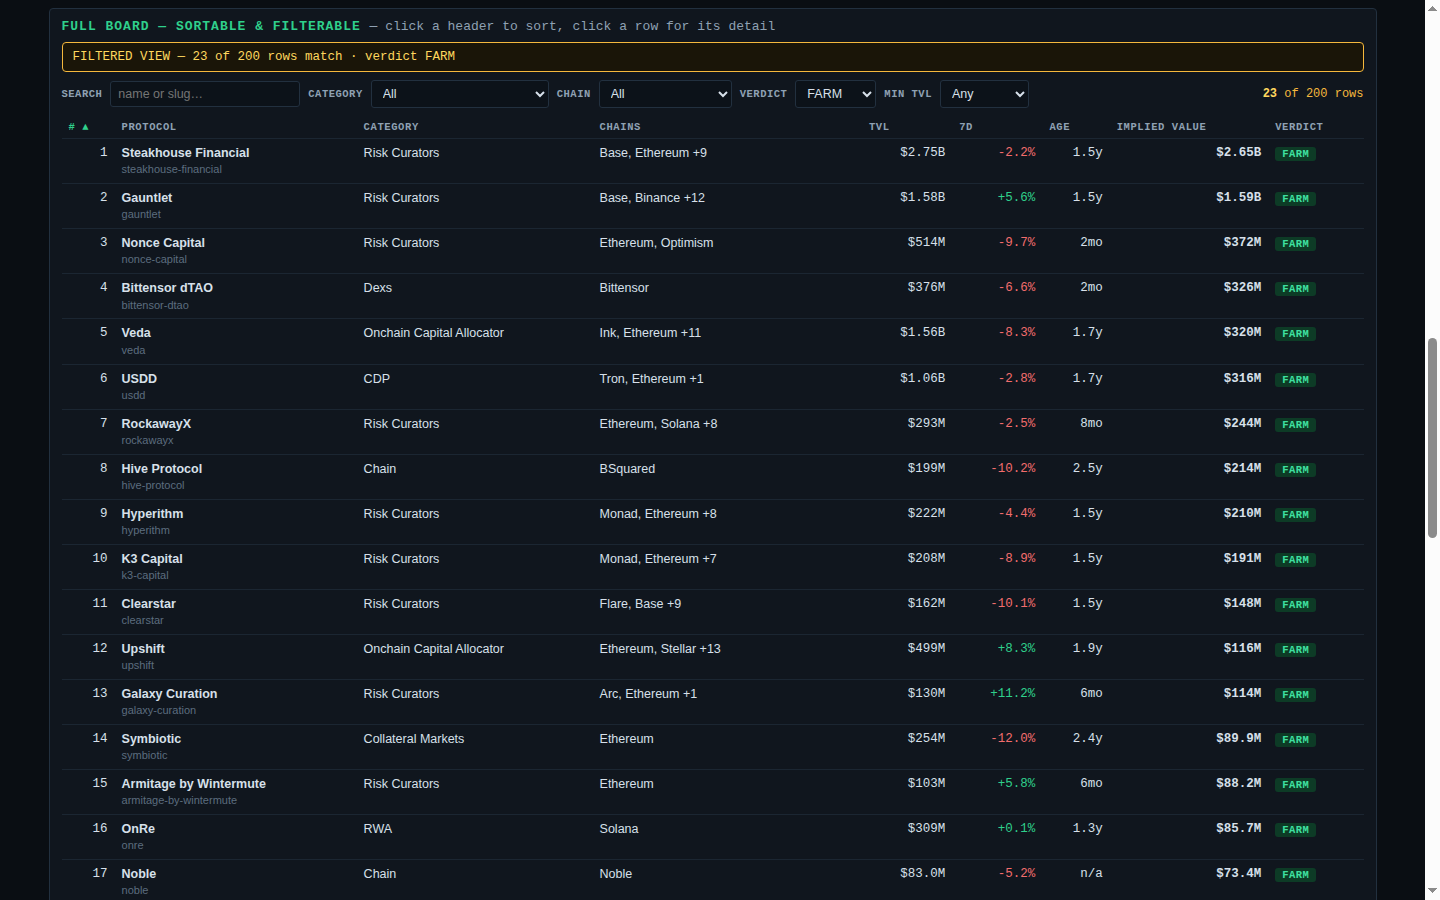 FULL BOARD — SORTABLE & FILTERABLE — click a header to sort, click a row for its detail
FILTERED VIEW — 23 of 200 rows match · verdict FARM
SEARCH name or slug… CATEGORY All CHAIN All VERDICT FARM MIN TVL Any 23 of 200 rows
# ▲ PROTOCOL CATEGORY CHAINS TVL 7D AGE IMPLIED VALUE VERDICT
1 Steakhouse Financial Risk Curators Base, Ethereum +9 $2.75B -2.2% 1.5y $2.65B FARM
steakhouse-financial
2 Gauntlet Risk Curators Base, Binance +12 $1.58B +5.6% 1.5y $1.59B FARM
gauntlet
3 Nonce Capital Risk Curators Ethereum, Optimism $514M -9.7% 2mo $372M FARM
nonce-capital
4 Bittensor dTAO Dexs Bittensor $376M -6.6% 2mo $326M FARM
bittensor-dtao
5 Veda Onchain Capital Allocator Ink, Ethereum +11 $1.56B -8.3% 1.7y $320M FARM
veda
6 USDD CDP Tron, Ethereum +1 $1.06B -2.8% 1.7y $316M FARM
usdd
7 RockawayX Risk Curators Ethereum, Solana +8 $293M -2.5% 8mo $244M FARM
rockawayx
8 Hive Protocol Chain BSquared $199M -10.2% 2.5y $214M FARM
hive-protocol
9 Hyperithm Risk Curators Monad, Ethereum +8 $222M -4.4% 1.5y $210M FARM
hyperithm
10 K3 Capital Risk Curators Monad, Ethereum +7 $208M -8.9% 1.5y $191M FARM
k3-capital
11 Clearstar Risk Curators Flare, Base +9 $162M -10.1% 1.5y $148M FARM
clearstar
12 Upshift Onchain Capital Allocator Ethereum, Stellar +13 $499M +8.3% 1.9y $116M FARM
upshift
13 Galaxy Curation Risk Curators Arc, Ethereum +1 $130M +11.2% 6mo $114M FARM
galaxy-curation
14 Symbiotic Collateral Markets Ethereum $254M -12.0% 2.4y $89.9M FARM
symbiotic
15 Armitage by Wintermute Risk Curators Ethereum $103M +5.8% 6mo $88.2M FARM
armitage-by-wintermute
16 OnRe RWA Solana $309M +0.1% 1.3y $85.7M FARM
onre
17 Noble Chain Noble $83.0M -5.2% n/a $73.4M FARM
noble